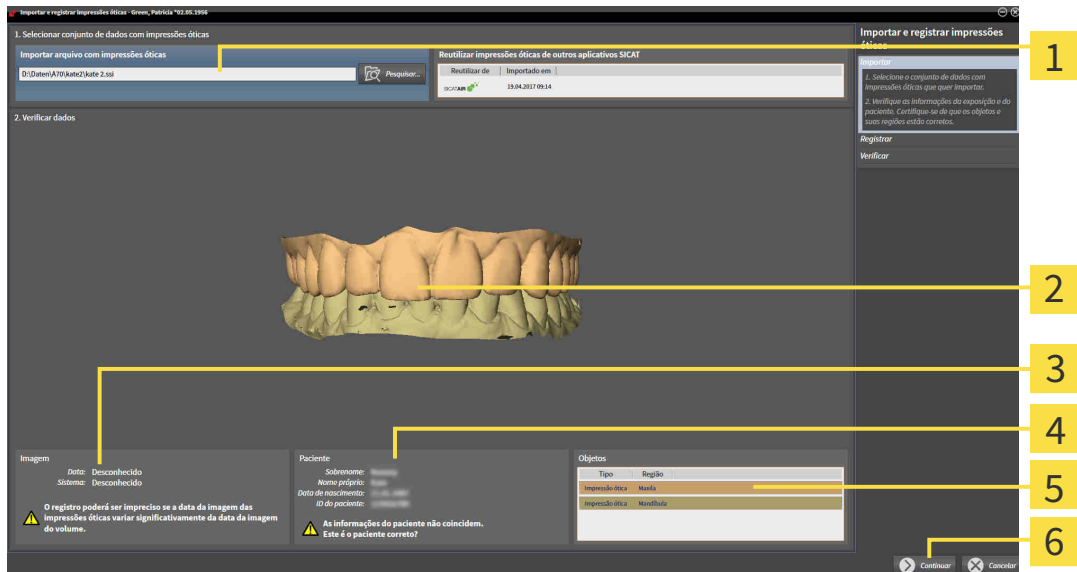 Importar e registrar impressões óticas - Green, Patricia *02.05.1956
1. Selecionar conjunto de dados com impressões óticas
Importar arquivo com impressões óticas
D:\Daten\A70\kate2\kate 2.ssi
Pesquisar...
Reutilizar impressões óticas de outros aplicativos SICAT
Reutilizar de Importado em
SICAT AIR 19.04.2017 09:14
2. Verificar dados
Imagem
Data: Desconhecido
Sistema: Desconhecido
O registro poderá ser impreciso se a data da imagem das
impressões óticas variar significativamente da data da imagem
do volume.
Paciente
Sobrenome:
Nome próprio:
Data de nascimento:
ID do paciente:
As informações do paciente não coincidem.
Este é o paciente correto?
Objetos
Tipo Região
Impressão ótica Maxila
Impressão ótica Mandíbula
Importar e registrar impressões
óticas
Importar
1. Selecione o conjunto de dados com
impressões óticas que quer importar.
2. Verifique as informações da exposição e do
paciente. Certifique-se de que os objetos e
suas regiões estão corretos.
Registrar
Verificar
Continuar
Cancelar
1
2
3
4
5
6